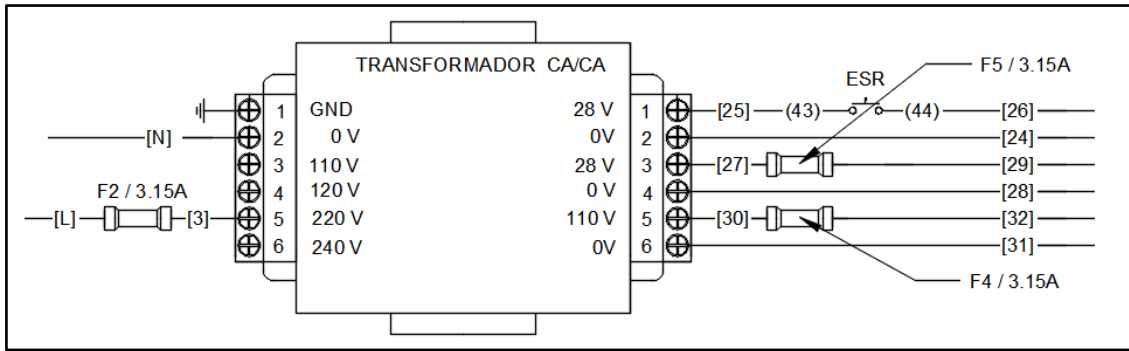 TRANSFORMADOR CA/CA
F5 / 3.15A
ESR
1 GND 28 V 1 [25] (43) (44) [26]
[N] 2 0 V 0V 2 [24]
3 110 V 28 V 3 [27] [29]
F2 / 3.15A
4 120 V 0 V 4 [28]
[L] [3] 5 220 V 110 V 5 [30] [32]
6 240 V 0V 6 [31]
F4 / 3.15A